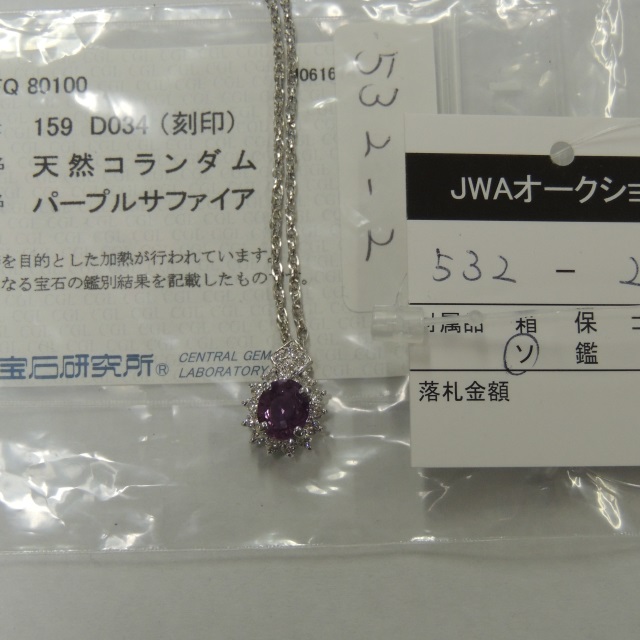 TQ 80100
0616
159 D034 (刻印)
天然コランダム
パープルサファイア
を目的とした加熱が行われています
なる宝石の鑑別結果を記載したもの
宝石研究所® CENTRAL GEM
LABORATORY
532-2
JWAオークショ
532 - 2
付属品 箱 保 コ
ソ 鑑
落札金額